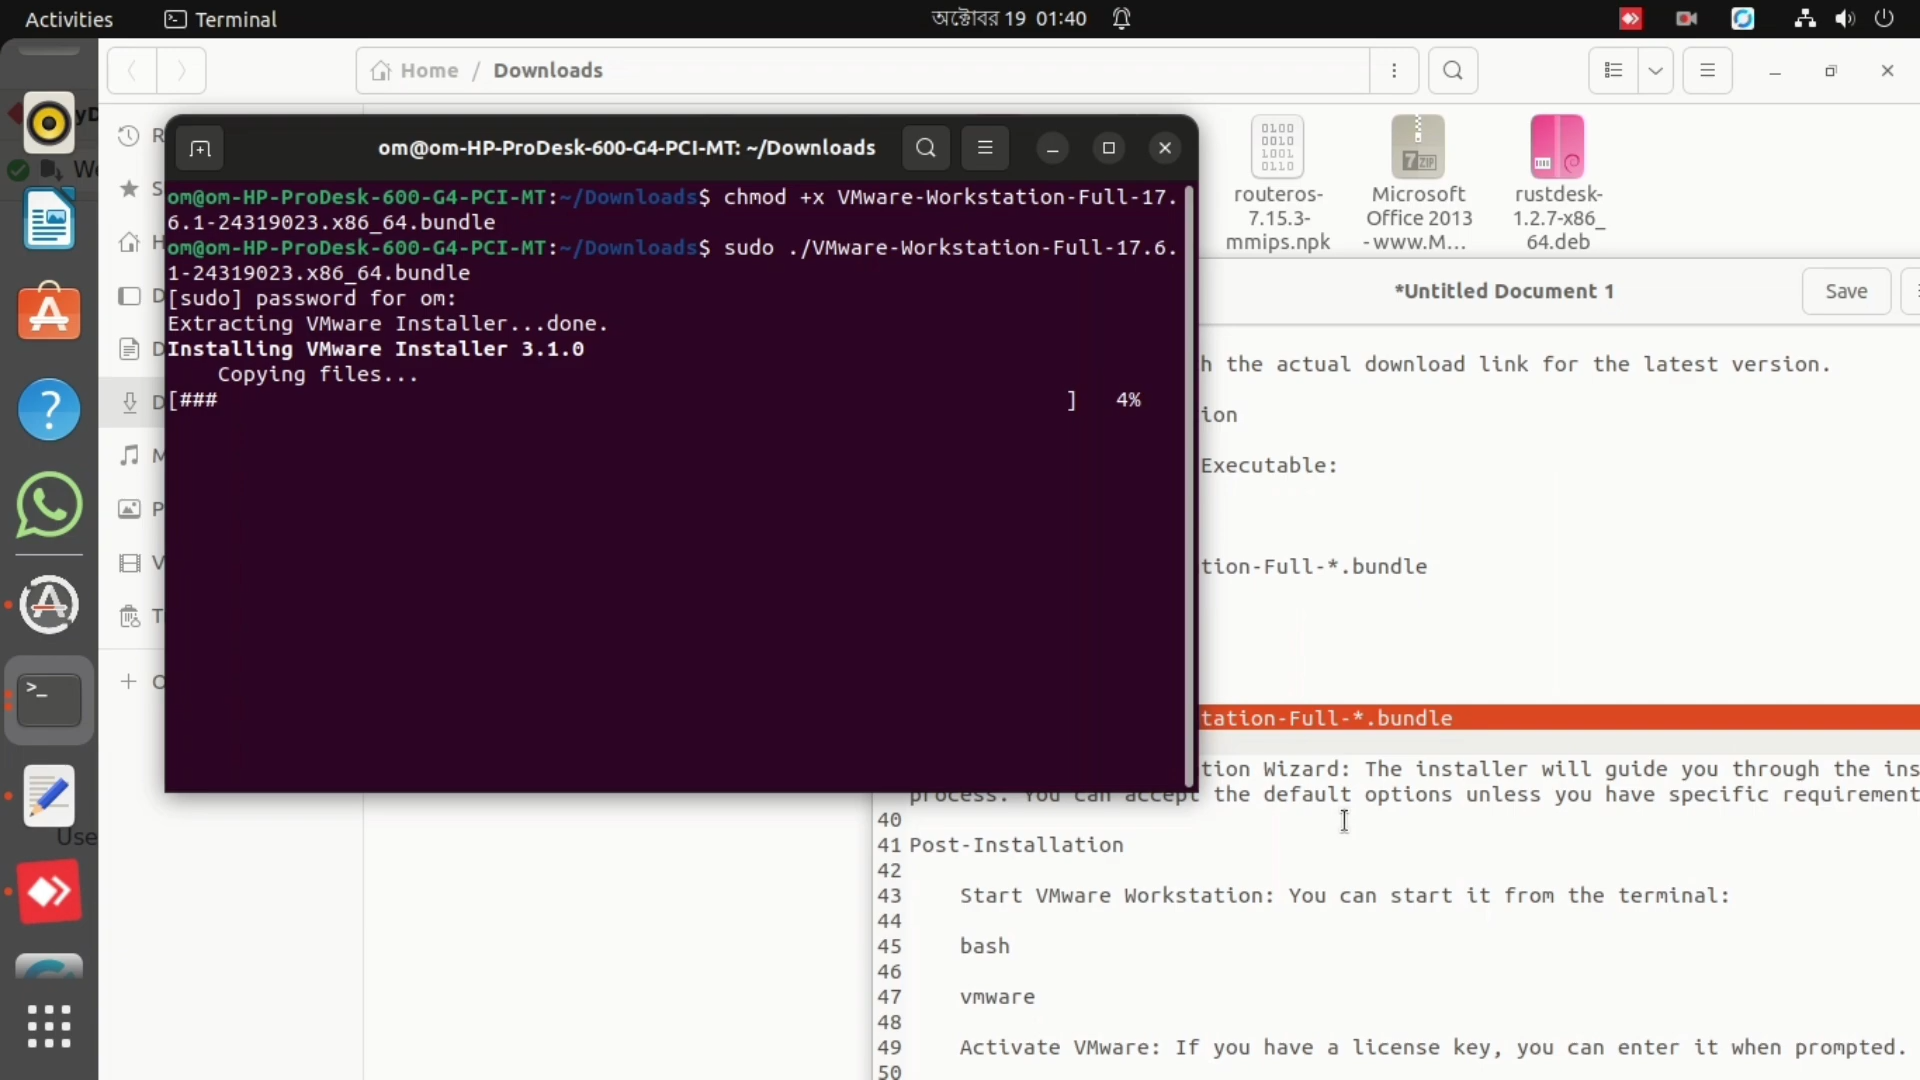 Activities
Terminal
অক্টোবর 19 01:40
Home / Downloads
om@om-HP-ProDesk-600-G4-PCI-MT: ~/Downloads
om@om-HP-ProDesk-600-G4-PCI-MT:~/Downloads$ chmod +x VMware-Workstation-Full-17.
6.1-24319023.x86_64.bundle
om@om-HP-ProDesk-600-G4-PCI-MT:~/Downloads$ sudo ./VMware-Workstation-Full-17.6.
1-24319023.x86_64.bundle
[sudo] password for om:
Extracting VMware Installer...done.
Installing VMware Installer 3.1.0
Copying files...
[### ] 4%
routeros-
7.15.3-
mmips.npk
Microsoft
Office 2013
-www.M...
rustdesk-
1.2.7-x86_
64.deb
*Untitled Document 1
Save
h the actual download link for the latest version.
ion
Executable:
tion-Full-*.bundle
tation-Full-*.bundle
tion Wizard: The installer will guide you through the ins
process. You can accept the default options unless you have specific requirement
40
41 Post-Installation
42
43 Start VMware Workstation: You can start it from the terminal:
44
45 bash
46
47 vmware
48
49 Activate VMware: If you have a license key, you can enter it when prompted.
50